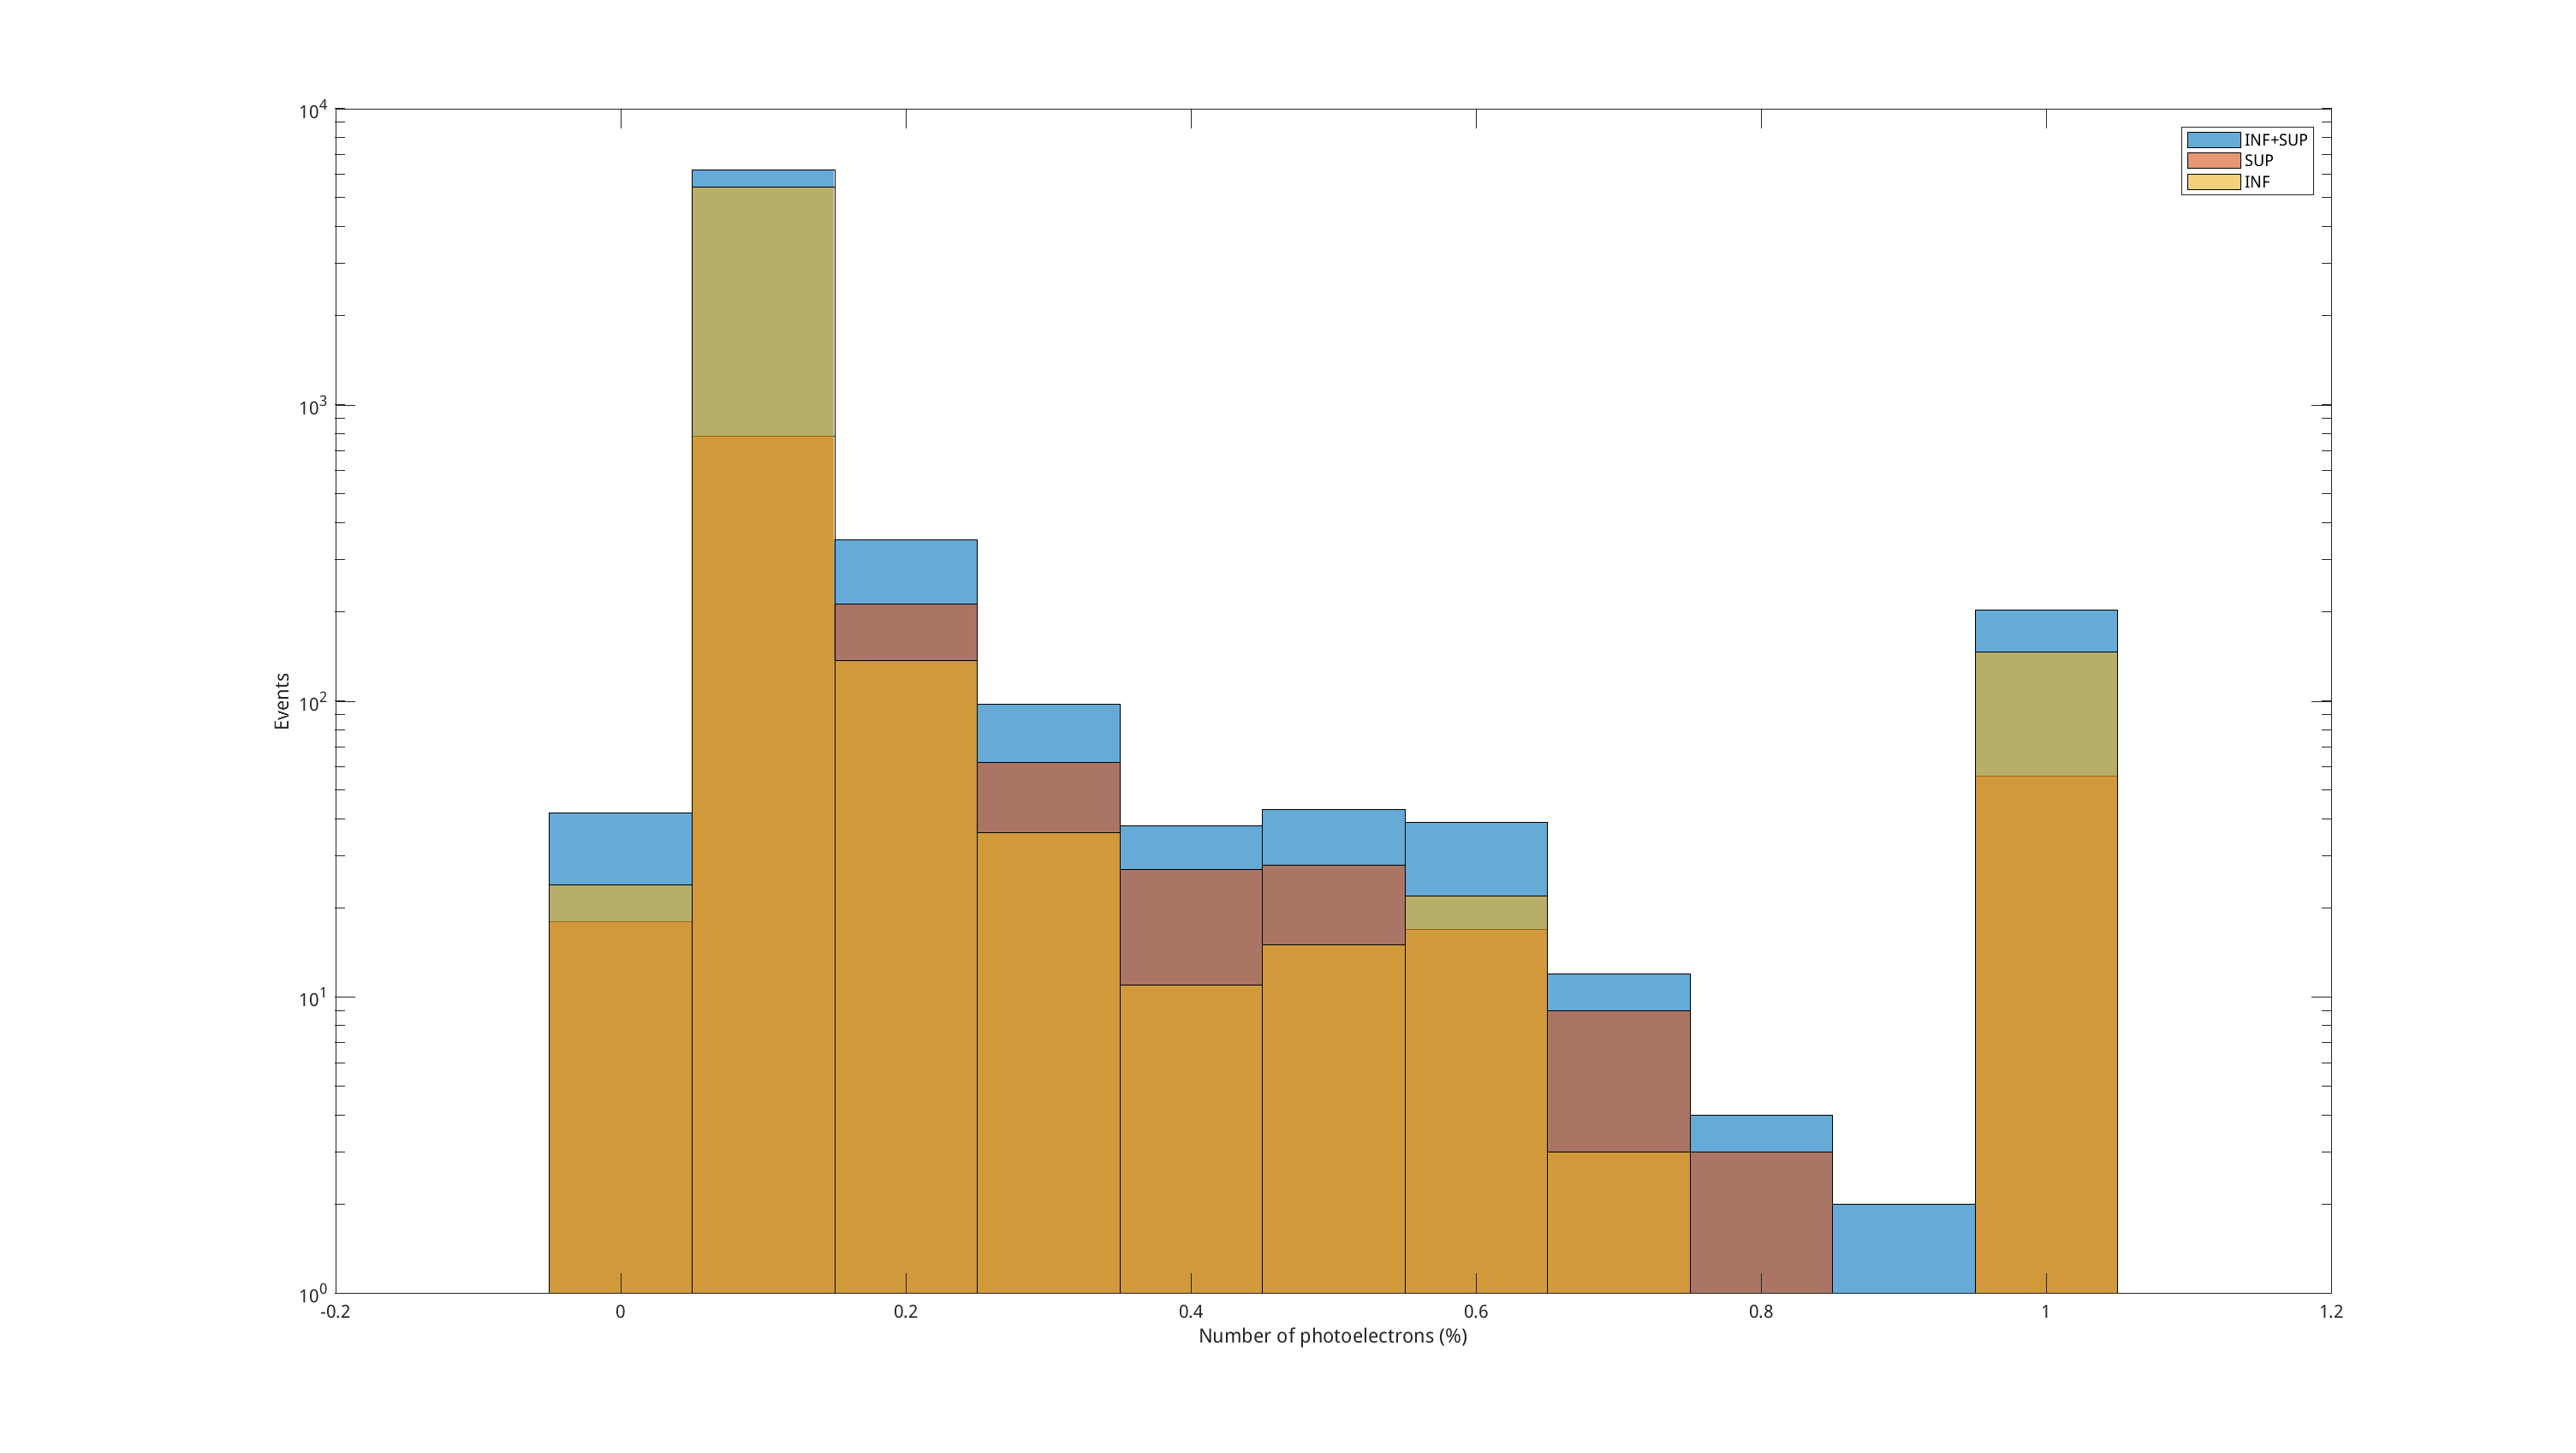 10^4
10^3
10^2
10^1
10^0
Events
-0.2 0 0.2 0.4 0.6 0.8 1 1.2
Number of photoelectrons (%)
INF+SUP
SUP
INF